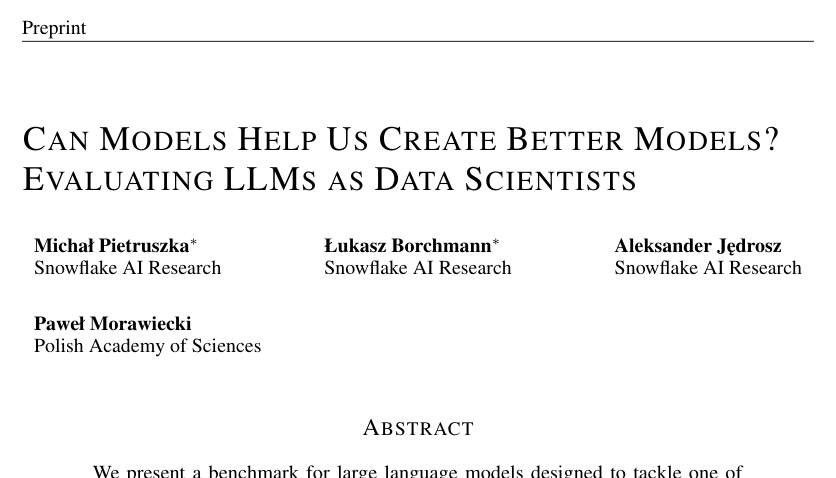 Preprint
CAN MODELS HELP US CREATE BETTER MODELS?
EVALUATING LLMS AS DATA SCIENTISTS
Michał Pietruszka* Łukasz Borchmann* Aleksander Jędrosz
Snowflake AI Research Snowflake AI Research Snowflake AI Research
Paweł Morawiecki
Polish Academy of Sciences
ABSTRACT
We present a benchmark for large language models designed to tackle one of